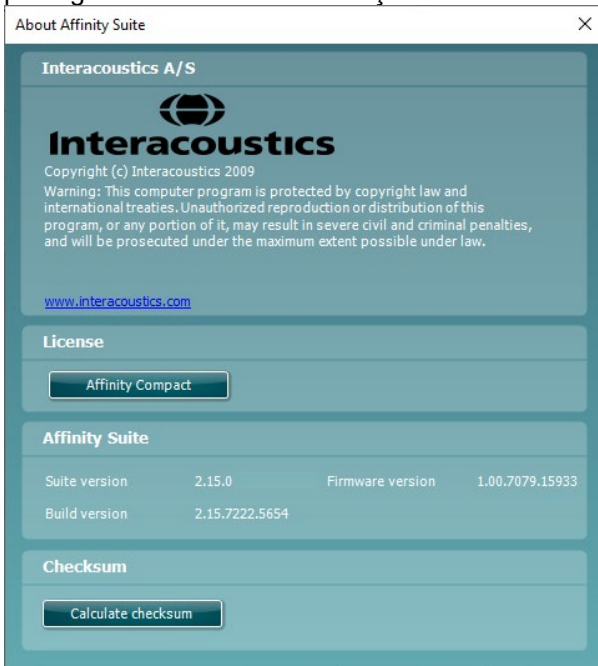 About Affinity Suite
Interacoustics A/S
Interacoustics
Copyright (c) Interacoustics 2009
Warning: This computer program is protected by copyright law and
international treaties. Unauthorized reproduction or distribution of this
program, or any portion of it, may result in severe civil and criminal penalties,
and will be prosecuted under the maximum extent possible under law.
www.interacoustics.com
License
Affinity Compact
Affinity Suite
Suite version 2.15.0 Firmware version 1.00.7079.15933
Build version 2.15.7222.5654
Checksum
Calculate checksum